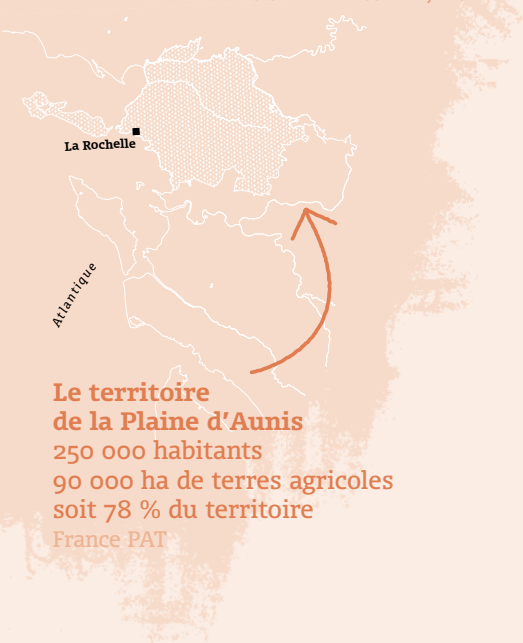 La Rochelle
Atlantique
Le territoire
de la Plaine d'Aunis
250 000 habitants
90 000 ha de terres agricoles
soit 78 % du territoire
France PAT